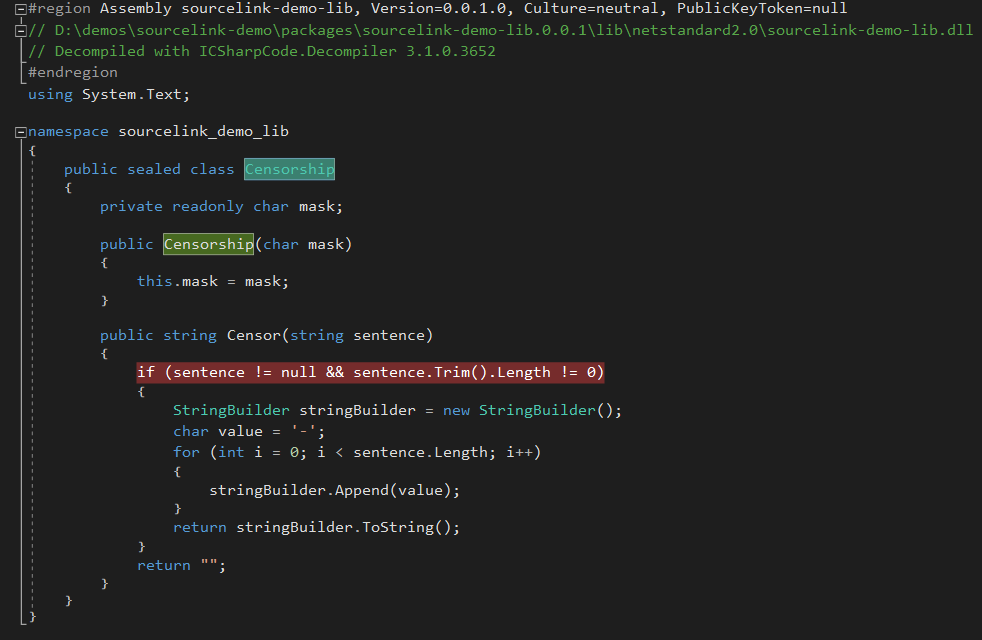 #region Assembly sourcelink-demo-lib, Version=0.0.1.0, Culture=neutral, PublicKeyToken=null
// D:\demos\sourcelink-demo\packages\sourcelink-demo-lib.0.0.1\lib\netstandard2.0\sourcelink-demo-lib.dll
// Decompiled with ICSharpCode.Decompiler 3.1.0.3652
#endregion
using System.Text;
namespace sourcelink_demo_lib
{
public sealed class Censorship
{
private readonly char mask;
public Censorship(char mask)
{
this.mask = mask;
}
public string Censor(string sentence)
{
if (sentence != null && sentence.Trim().Length != 0)
{
StringBuilder stringBuilder = new StringBuilder();
char value = '-';
for (int i = 0; i < sentence.Length; i++)
{
stringBuilder.Append(value);
}
return stringBuilder.ToString();
}
return "";
}
}
}